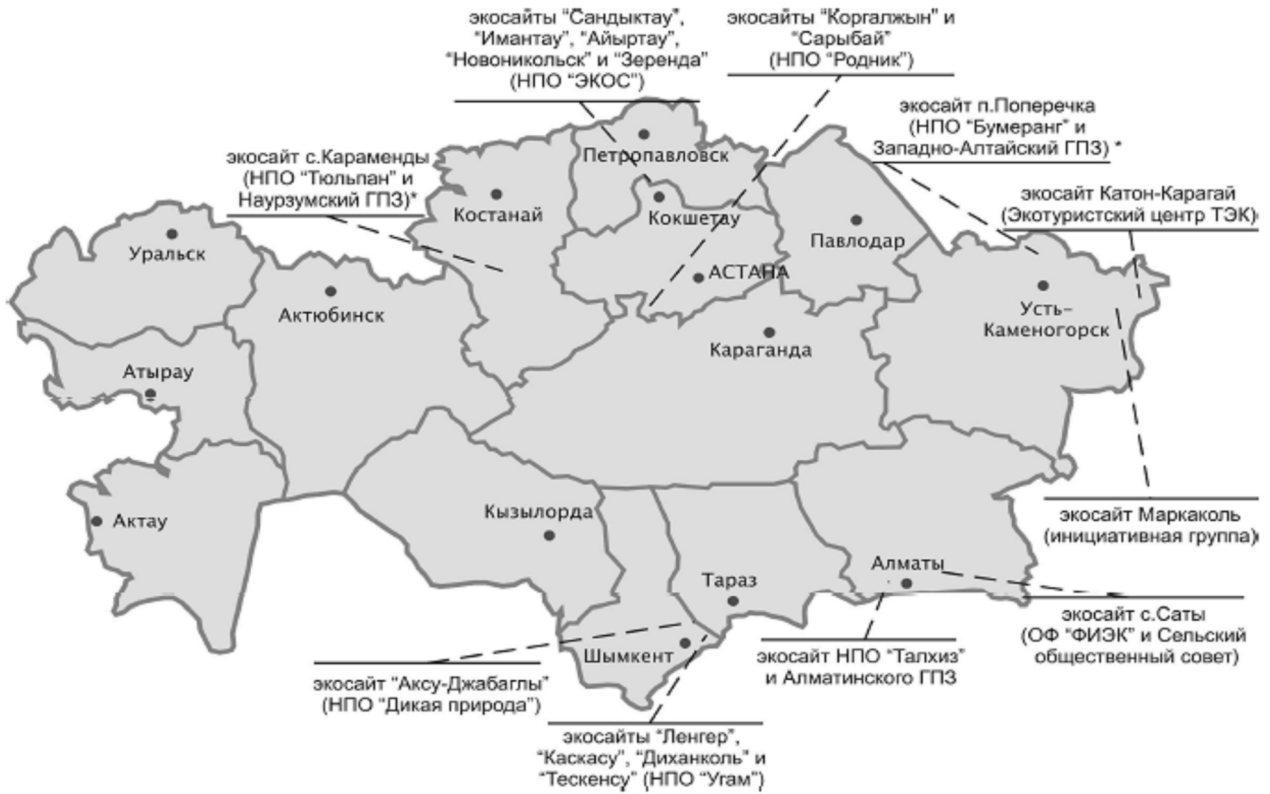 экосайты “Сандыктау”,
“Имантау”, “Айыртау”,
“Новоникольск” и “Зеренда”
(НПО “ЭКОС”)
экосайты “Коргалжын” и
“Сарыбай”
(НПО “Родник”)
экосайт п.Поперечка
(НПО “Бумеранг” и
Западно-Алтайский ГПЗ) *
экосайт с.Караменды
(НПО “Тюльпан” и
Наурзумский ГПЗ)*
экосайт Катон-Карагай
(Экотуристский центр ТЭК)
Петропавловск
Костанай
Кокшетау
Павлодар
Уральск
АСТАНА
Актюбинск
Усть-
Каменогорск
Караганда
Атырау
Кызылорда
Актау
экосайт Маркаколь
(инициативная группа)
Алматы
Тараз
экосайт с.Саты
(ОФ “ФИЭК” и Сельский
общественный совет)
Шымкент
экосайт НПО “Талхиз”
и Алматинского ГПЗ
экосайт “Аксу-Джабаглы”
(НПО “Дикая природа”)
экосайты “Ленгер”,
“Каскасу”, “Диханколь” и
“Тескенсу” (НПО “Угам”)